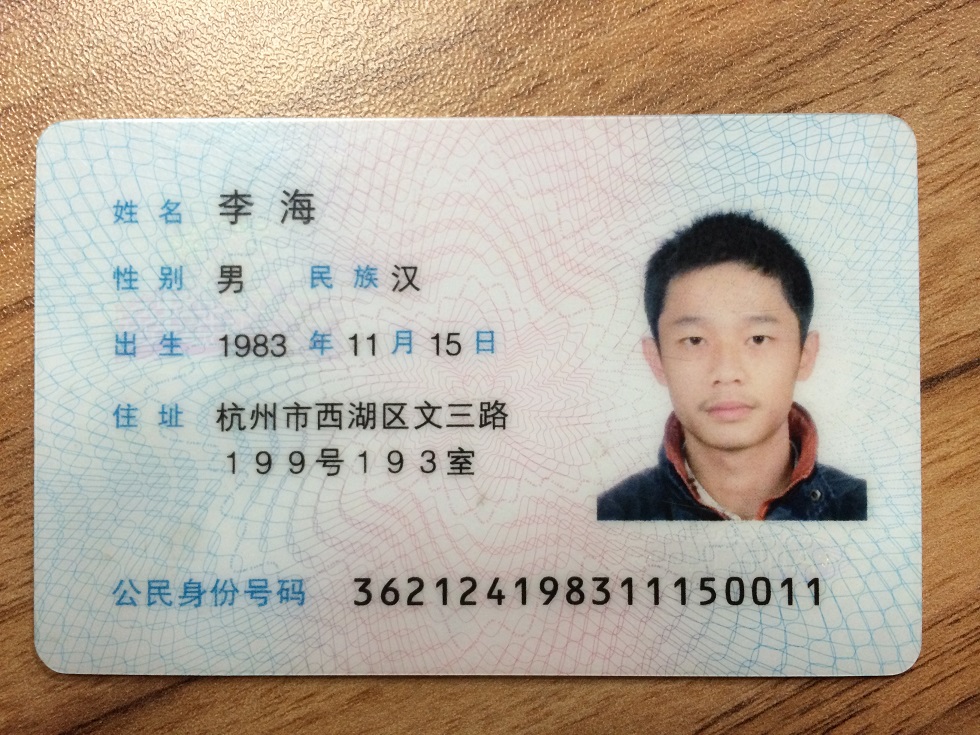 姓名 李海
性别 男 民族 汉
出生 1983 年 11 月 15 日
住址 杭州市西湖区文三路
199号193室
公民身份号码 362124198311150011